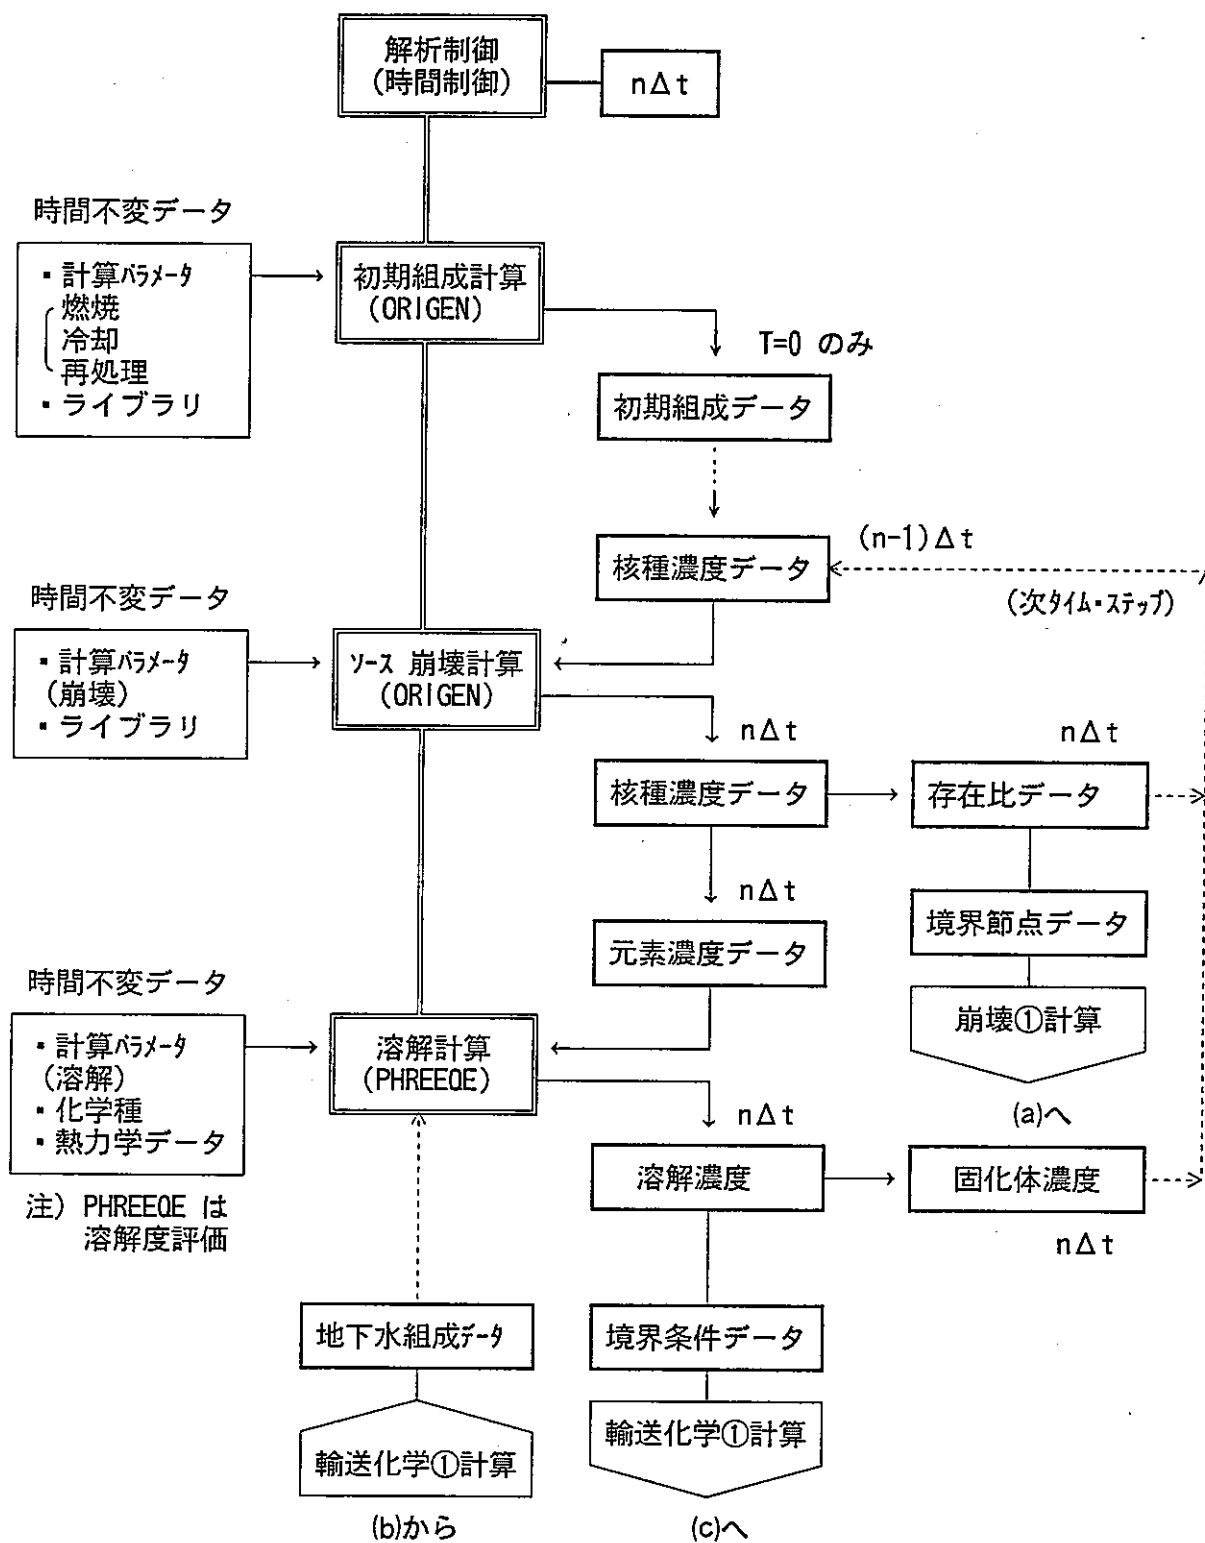 解析制御
(時間制御)
nΔt
時間不変データ
・計算パラメータ
燃焼
冷却
再処理
・ライブラリ
初期組成計算
(ORIGEN)
T=0 のみ
初期組成データ
(n-1)Δt
核種濃度データ
(次タイム・ステップ)
時間不変データ
・計算パラメータ
(崩壊)
・ライブラリ
ソース 崩壊計算
(ORIGEN)
nΔt
nΔt
核種濃度データ
存在比データ
nΔt
境界節点データ
元素濃度データ
崩壊①計算
(a)へ
時間不変データ
・計算パラメータ
(溶解)
・化学種
・熱力学データ
注) PHREEQE は
溶解度評価
溶解計算
(PHREEQE)
nΔt
溶解濃度
固化体濃度
nΔt
地下水組成データ
境界条件データ
輸送化学①計算
輸送化学①計算
(b)から
(c)へ